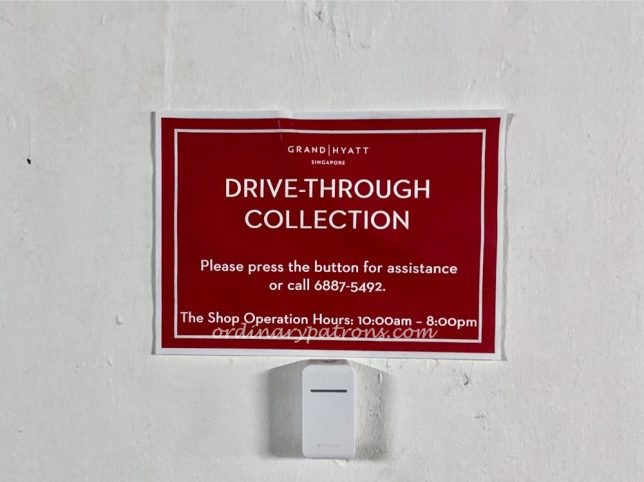 GRAND|HYATT
SINGAPORE
DRIVE-THROUGH
COLLECTION
Please press the button for assistance
or call 6887-5492.
The Shop Operation Hours: 10:00am - 8:00pm
ordinarypatrons.com